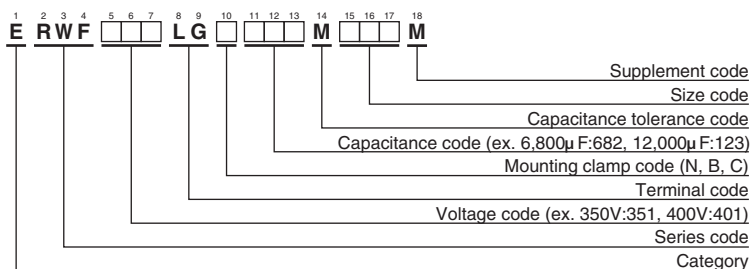 1 2 3 4 5 6 7 8 9 10 11 12 13 14 15 16 17 18
E RWF LG M M
Supplement code
Size code
Capacitance tolerance code
Capacitance code (ex. 6,800μF:682, 12,000μF:123)
Mounting clamp code (N, B, C)
Terminal code
Voltage code (ex. 350V:351, 400V:401)
Series code
Category